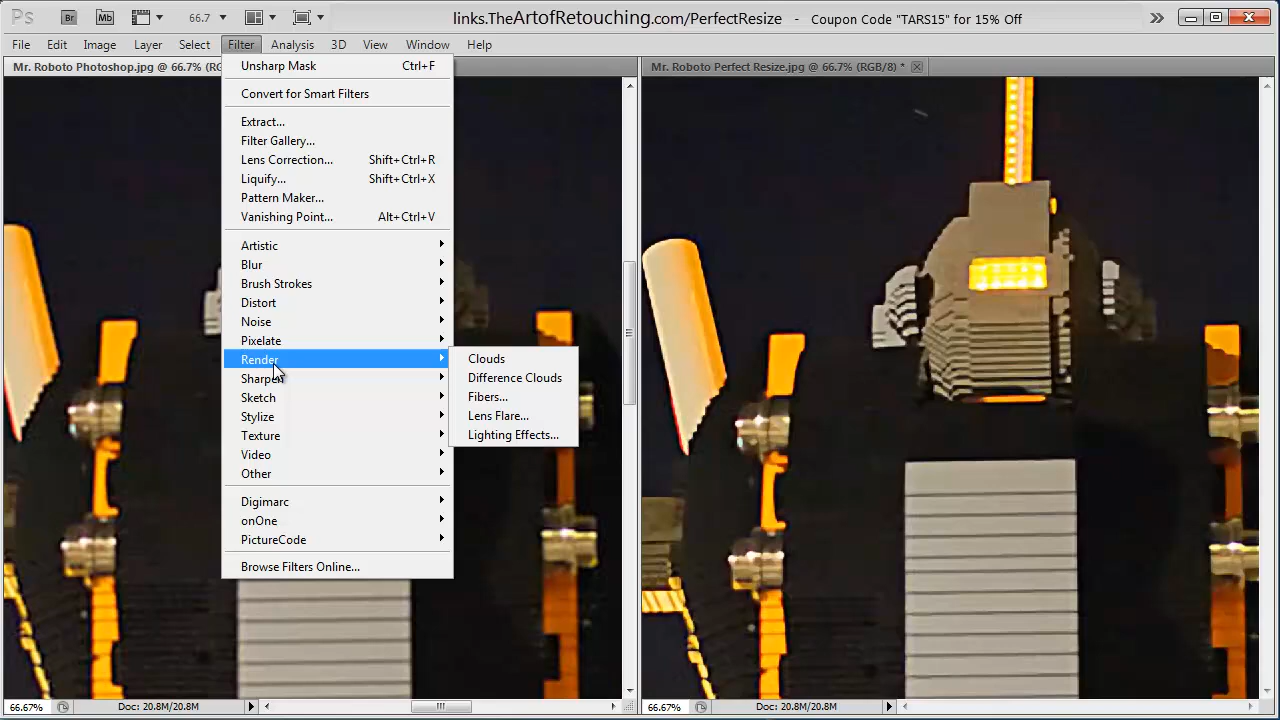 Ps Br Mb 66.7 links.TheArtofRetouching.com/PerfectResize - Coupon Code "TARS15" for 15% Off
File Edit Image Layer Select Filter Analysis 3D View Window Help
Mr. Roboto Photoshop.jpg @ 66.7% (RG
Mr. Roboto Perfect Resize.jpg @ 66.7% (RGB/8) *
Unsharp Mask Ctrl+F
Convert for Smart Filters
Extract...
Filter Gallery...
Lens Correction... Shift+Ctrl+R
Liquify... Shift+Ctrl+X
Pattern Maker...
Vanishing Point... Alt+Ctrl+V
Artistic
Blur
Brush Strokes
Distort
Noise
Pixelate
Render
Sharpen
Sketch
Stylize
Texture
Video
Other
Digimarc
onOne
PictureCode
Browse Filters Online...
Clouds
Difference Clouds
Fibers...
Lens Flare...
Lighting Effects...
66.67% Doc: 20.8M/20.8M
66.67% Doc: 20.8M/20.8M